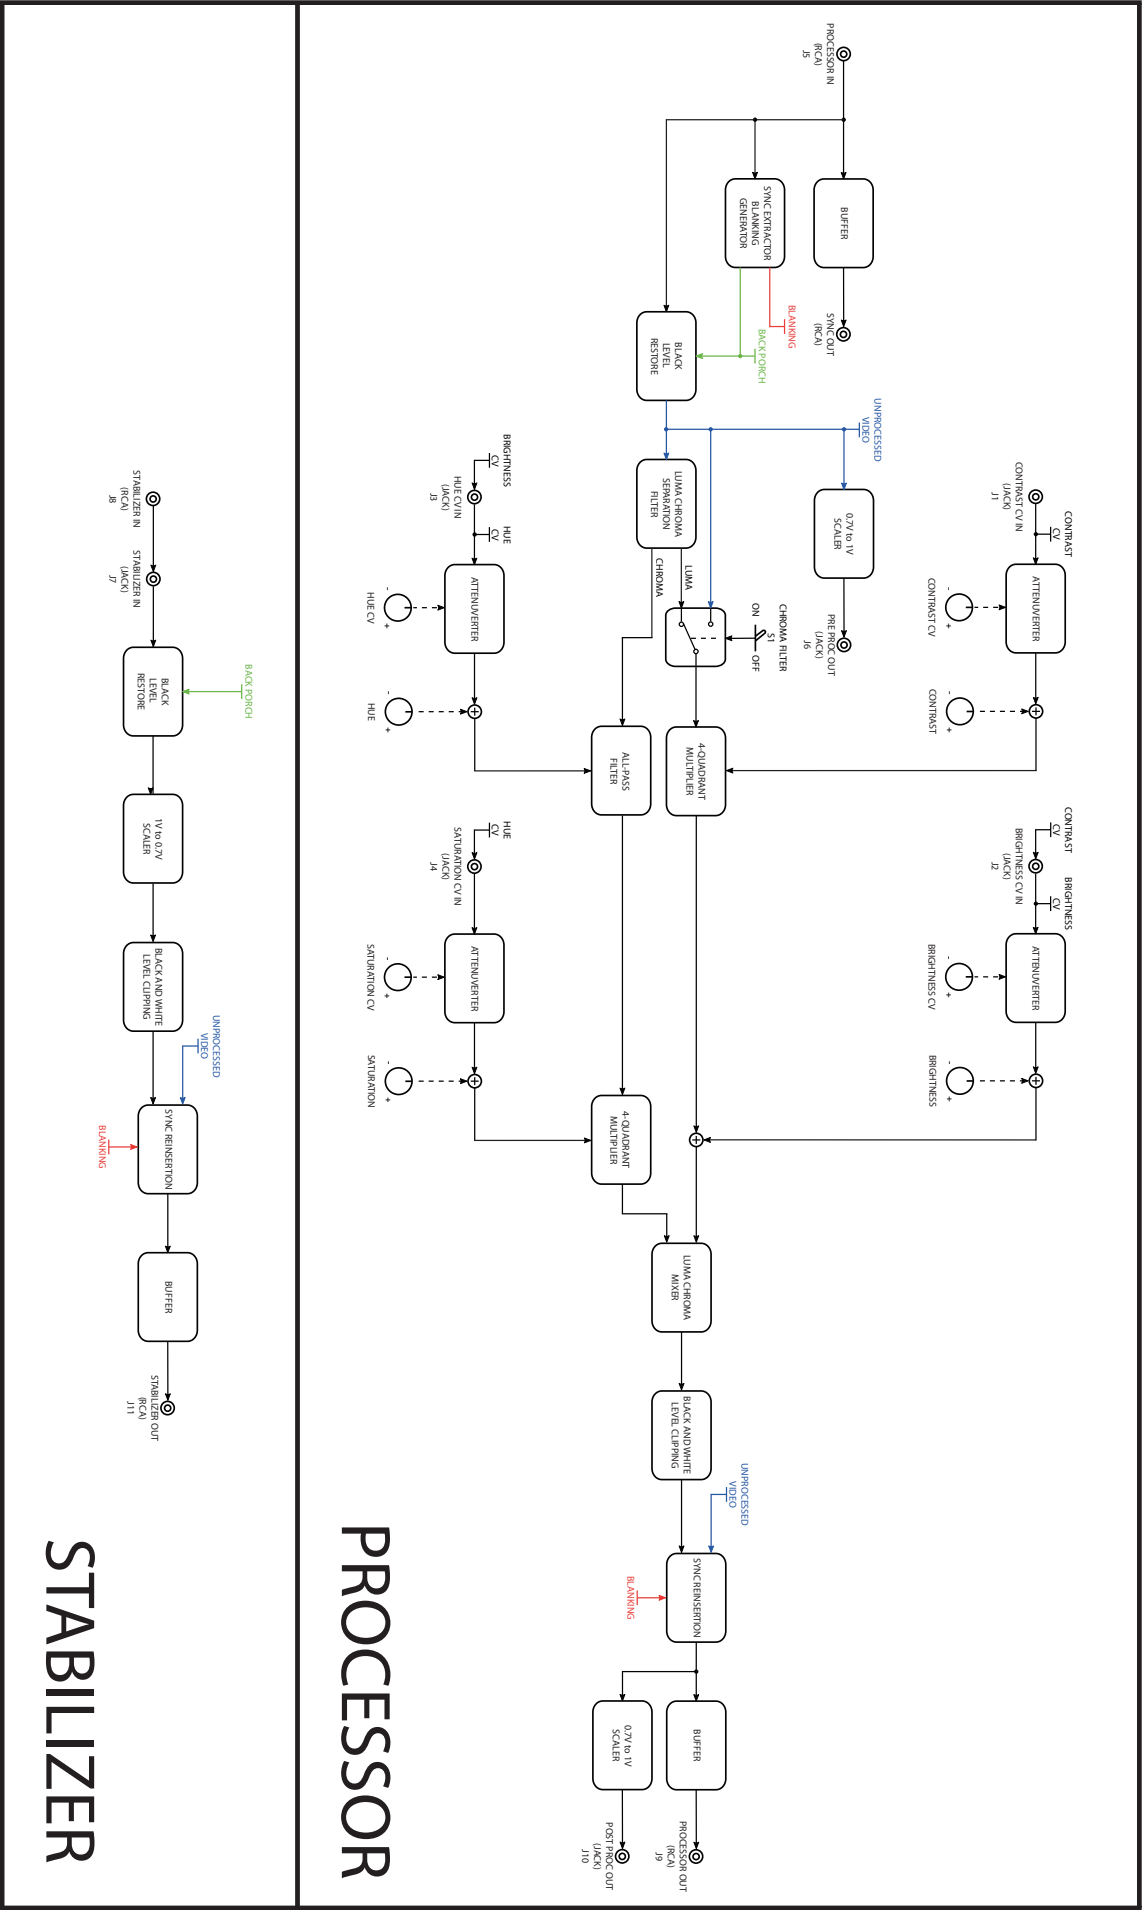 PROCESSOR IN
(RCA)
J5
BUFFER
SYNC OUT
(RCA)
SYNC EXTRACTOR
BLANKING
GENERATOR
BLANKING
BACK PORCH
BLACK
LEVEL
RESTORE
UNPROCESSED
VIDEO
0.7V to 1V
SCALER
PRE PROC OUT
(JACK)
J6
LUMA CHROMA
SEPARATION
FILTER
LUMA
CHROMA
CHROMA FILTER
S1
ON
OFF
CONTRAST CV IN
(JACK)
J1
CONTRAST
CV
ATTENUVERTER
-
+
CONTRAST CV
-
+
CONTRAST
4-QUADRANT
MULTIPLIER
CONTRAST
CV
BRIGHTNESS CV IN
(JACK)
J2
BRIGHTNESS
CV
ATTENUVERTER
-
+
BRIGHTNESS CV
-
+
BRIGHTNESS
BRIGHTNESS
CV
HUE CV IN
(JACK)
J3
HUE
CV
ATTENUVERTER
-
+
HUE CV
-
+
HUE
ALL-PASS
FILTER
HUE
CV
SATURATION CV IN
(JACK)
J4
ATTENUVERTER
-
+
SATURATION CV
-
+
SATURATION
4-QUADRANT
MULTIPLIER
LUMA CHROMA
MIXER
BLACK AND WHITE
LEVEL CLIPPING
UNPROCESSED
VIDEO
SYNC REINSERTION
BLANKING
BUFFER
PROCESSOR OUT
(RCA)
J9
0.7V to 1V
SCALER
POST PROC OUT
(JACK)
J10
PROCESSOR
STABILIZER IN
(RCA)
J8
STABILIZER IN
(JACK)
J7
BACK PORCH
BLACK
LEVEL
RESTORE
1V to 0.7V
SCALER
BLACK AND WHITE
LEVEL CLIPPING
UNPROCESSED
VIDEO
SYNC REINSERTION
BLANKING
BUFFER
STABILIZER OUT
(RCA)
J11
STABILIZER